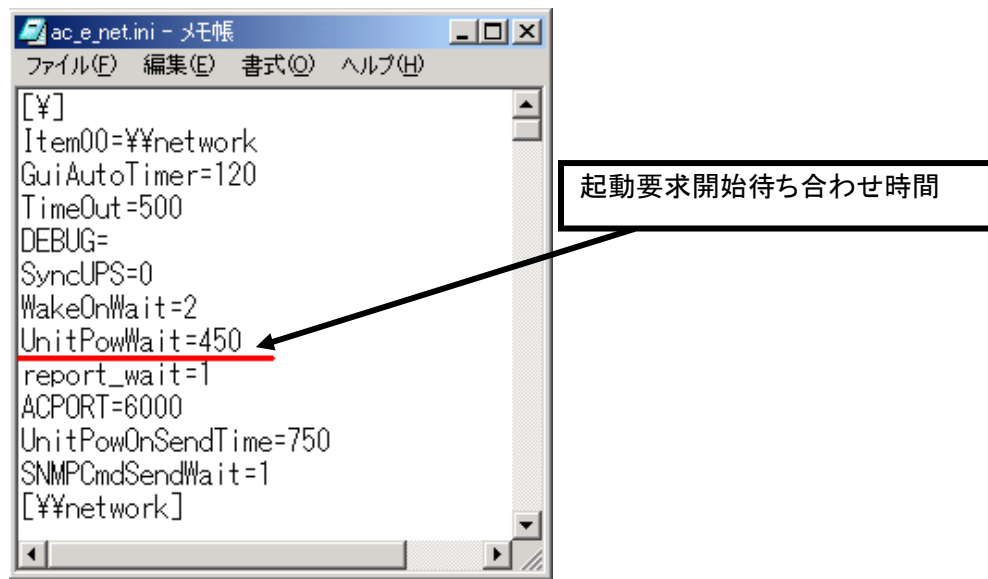 ac_e_net.ini - メモ帳
ファイル(F) 編集(E) 書式(O) ヘルプ(H)
[¥]
Item00=¥¥network
GuiAutoTimer=120
TimeOut=500
DEBUG=
SyncUPS=0
WakeOnWait=2
UnitPowWait=450
report_wait=1
ACPORT=6000
UnitPowOnSendTime=750
SNMPCmdSendWait=1
[¥¥network]
起動要求開始待ち合わせ時間